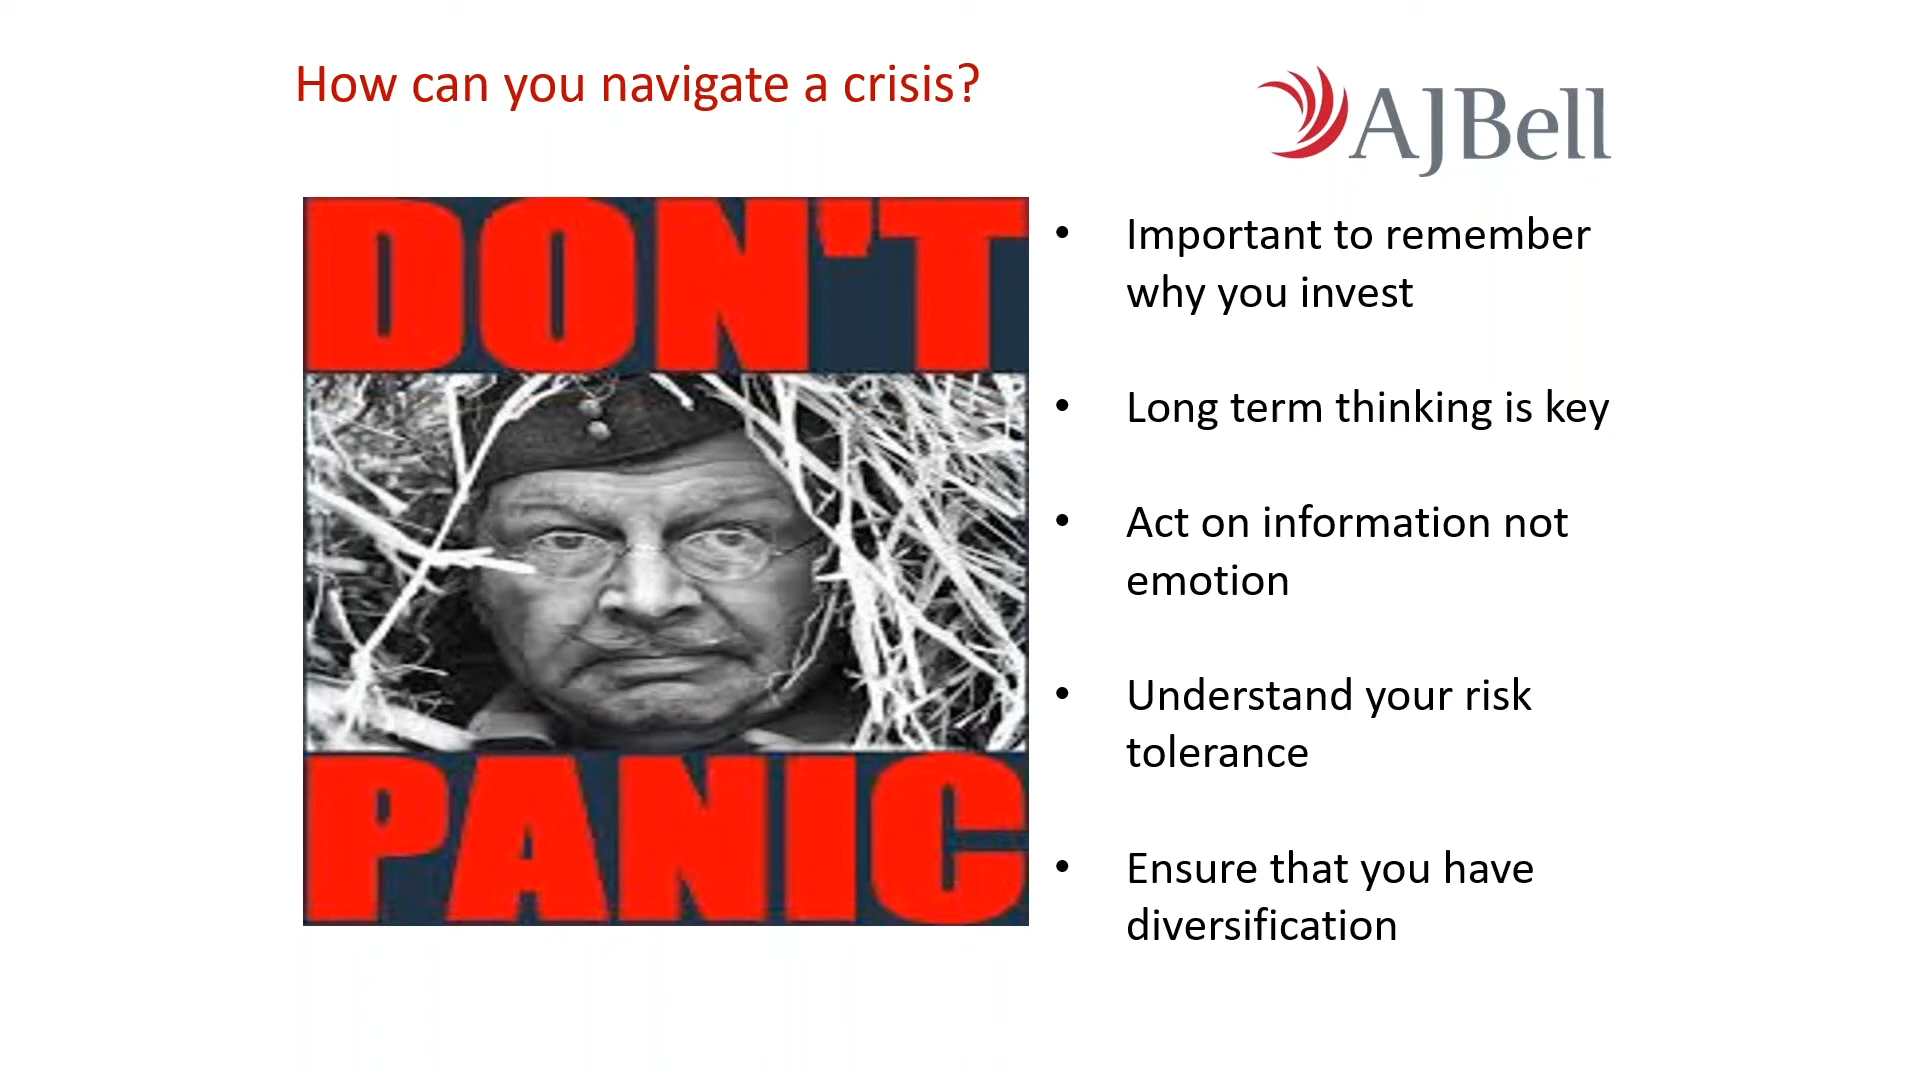 How can you navigate a crisis?
AJBell
DON'T
PANIC
• Important to remember
why you invest
• Long term thinking is key
• Act on information not
emotion
• Understand your risk
tolerance
• Ensure that you have
diversification